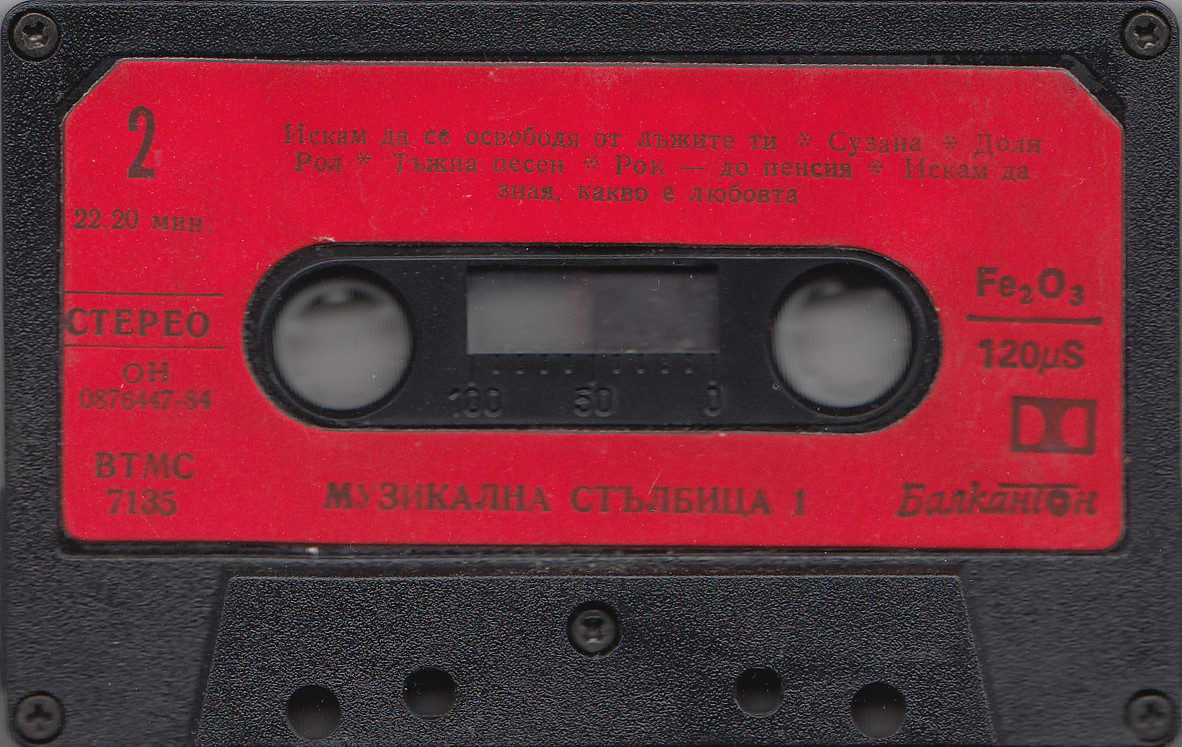 2
Искам да се освободя от лъжите ти * Сузана * Доли
Рол * Тъжна песен * Рок — до пенсия * Искам да
зная, какво е любовта
22.20 мин.
СТЕРЕО
ОН
0876447-84
ВТМС
7135
Fe₂O₃
120µS
100 50 0
МУЗИКАЛНА СТЪЛБИЦА 1
Балкантон